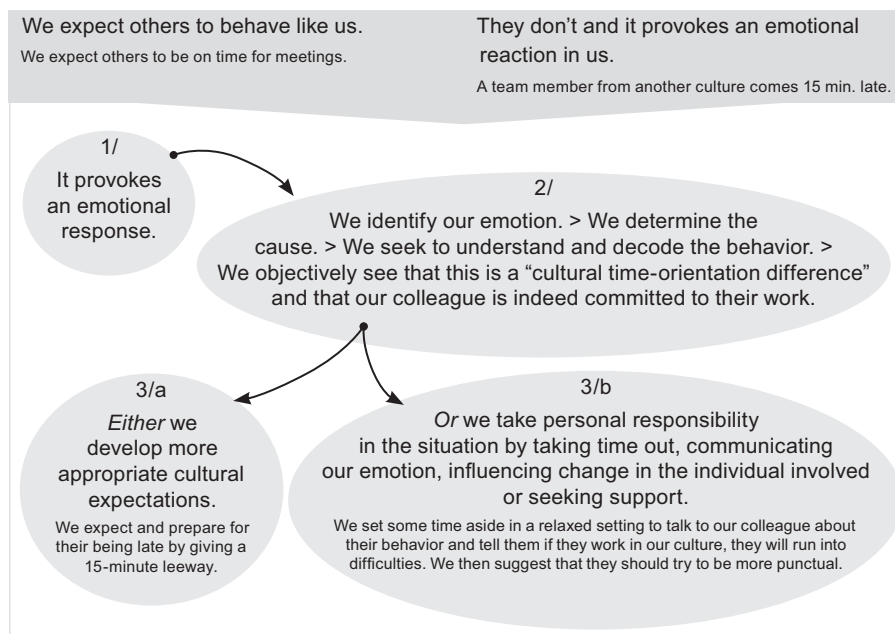 We expect others to behave like us.
We expect others to be on time for meetings.
They don’t and it provokes an emotional
reaction in us.
A team member from another culture comes 15 min. late.
1/
It provokes
an emotional
response.
2/
We identify our emotion. > We determine the
cause. > We seek to understand and decode the behavior. >
We objectively see that this is a “cultural time-orientation difference”
and that our colleague is indeed committed to their work.
3/a
Either we
develop more
appropriate cultural
expectations.
We expect and prepare for
their being late by giving a
15-minute leeway.
3/b
Or we take personal responsibility
in the situation by taking time out, communicating
our emotion, influencing change in the individual involved
or seeking support.
We set some time aside in a relaxed setting to talk to our colleague about
their behavior and tell them if they work in our culture, they will run into
difficulties. We then suggest that they should try to be more punctual.